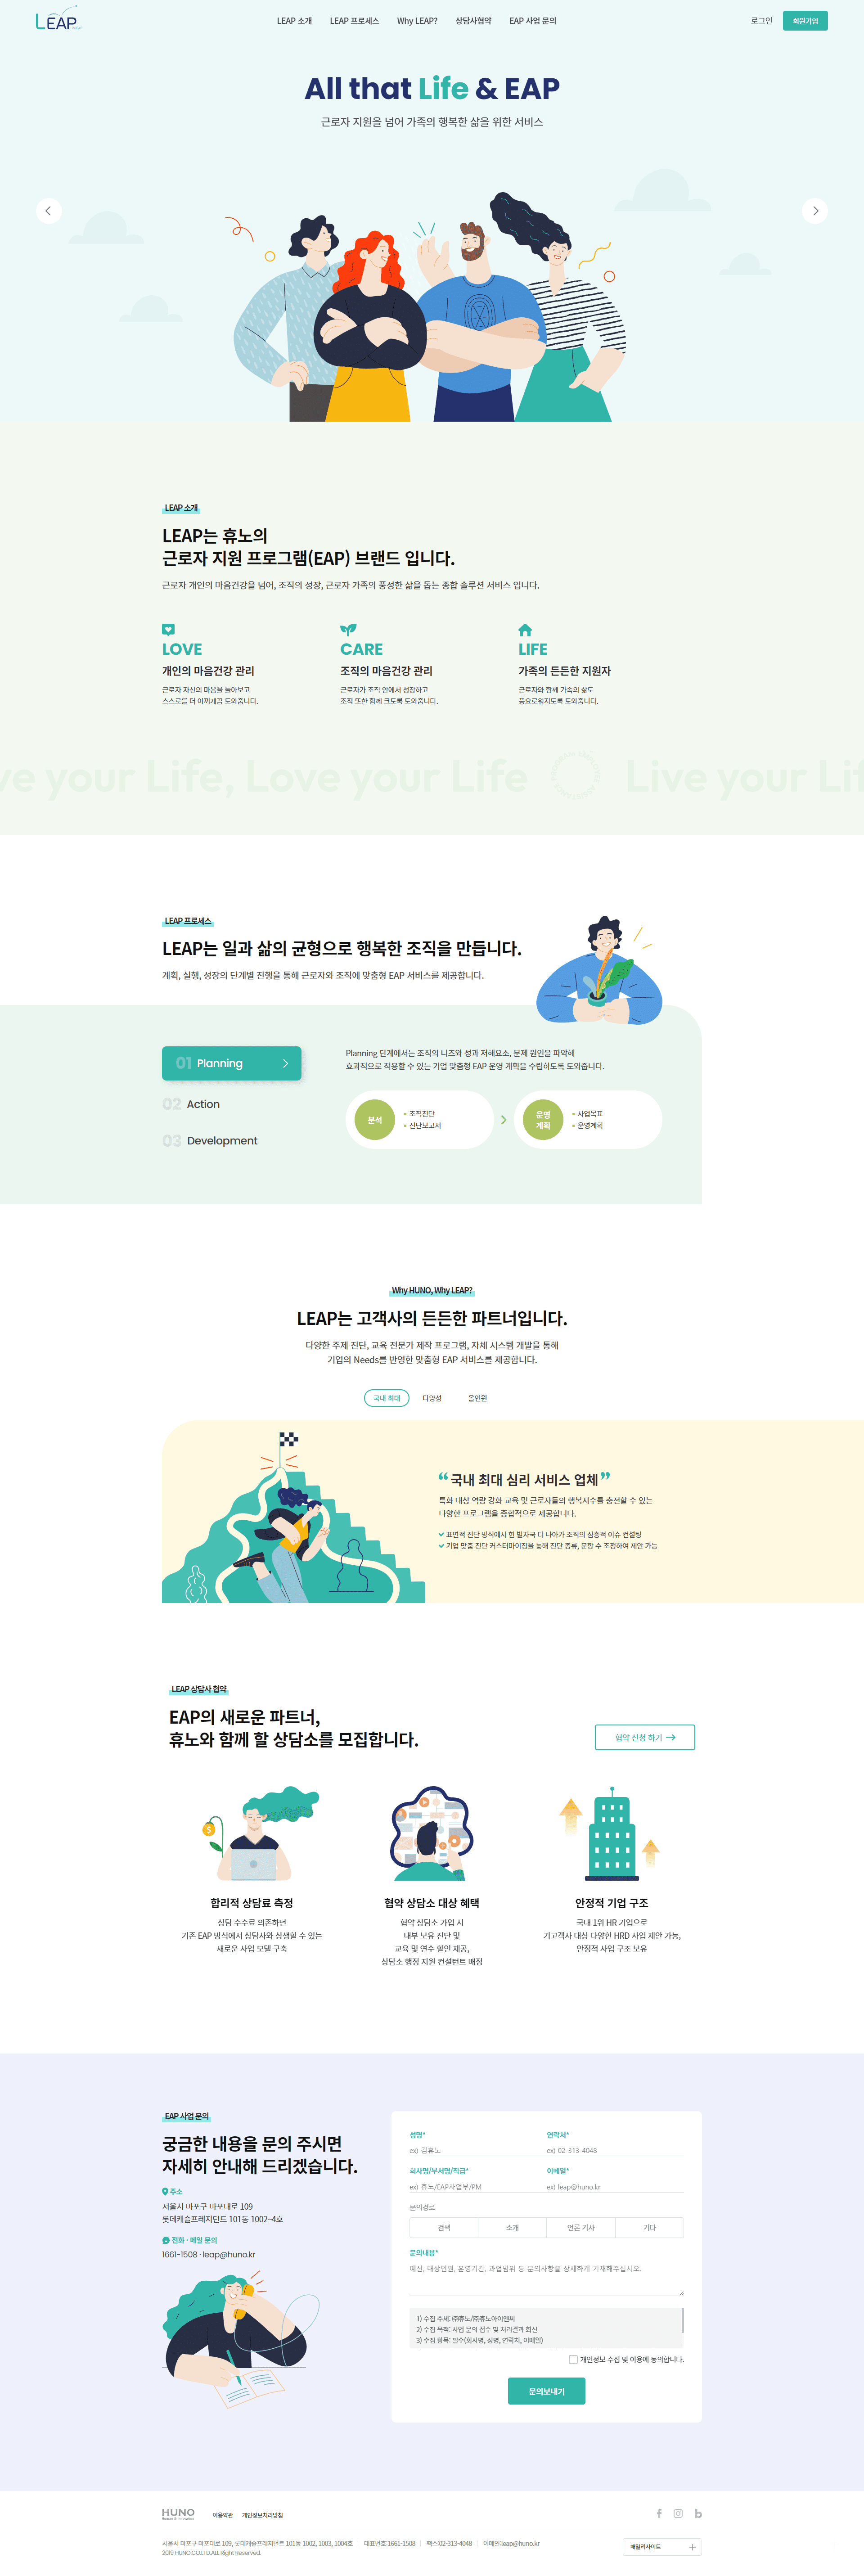 LEAP
LEAP 소개
LEAP 프로세스
Why LEAP?
상담사협약
EAP 사업 문의
로그인
회원가입
All that Life & EAP
근로자 지원을 넘어 가족의 행복한 삶을 위한 서비스
LEAP 소개
LEAP는 휴노의
근로자 지원 프로그램(EAP) 브랜드 입니다.
근로자 개인의 마음건강을 넘어, 조직의 성장, 근로자 가족의 풍성한 삶을 돕는 종합 솔루션 서비스 입니다.
LOVE
개인의 마음건강 관리
근로자 자신의 마음을 돌아보고
스스로를 더 아끼게끔 도와줍니다.
CARE
조직의 마음건강 관리
근로자가 조직 안에서 성장하고
조직 또한 함께 크도록 도와줍니다.
LIFE
가족의 든든한 지원자
근로자와 함께 가족의 삶도
풍요로워지도록 도와줍니다.
ve your Life, Love your Life
Live your Lif
LEAP 프로세스
LEAP는 일과 삶의 균형으로 행복한 조직을 만듭니다.
계획, 실행, 성장의 단계별 진행을 통해 근로자와 조직에 맞춤형 EAP 서비스를 제공합니다.
01 Planning
02 Action
03 Development
Planning 단계에서는 조직의 니즈와 성과 저해요소, 문제 원인을 파악해
효과적으로 적용할 수 있는 기업 맞춤형 EAP 운영 계획을 수립하도록 도와줍니다.
분석
조직진단
진단보고서
운영
계획
사업목표
운영계획
Why HUNO, Why LEAP?
LEAP는 고객사의 든든한 파트너입니다.
다양한 주제 진단, 교육 전문가 제작 프로그램, 자체 시스템 개발을 통해
기업의 Needs를 반영한 맞춤형 EAP 서비스를 제공합니다.
국내 최대
다양성
올인원
“ 국내 최대 심리 서비스 업체 ”
특화 대상 역량 강화 교육 및 근로자들의 행복지수를 충전할 수 있는
다양한 프로그램을 종합적으로 제공합니다.
표면적 진단 방식에서 한 발자국 더 나아가 조직의 심층적 이슈 컨설팅
기업 맞춤 진단 커스터마이징을 통해 진단 종류, 문항 수 조정하여 제안 가능
LEAP 상담사 협약
EAP의 새로운 파트너,
휴노와 함께 할 상담소를 모집합니다.
협약 신청 하기
합리적 상담료 측정
상담 수수료 의존하던
기존 EAP 방식에서 상담사와 상생할 수 있는
새로운 사업 모델 구축
협약 상담소 대상 혜택
협약 상담소 가입 시
내부 보유 진단 및
교육 및 연수 할인 제공,
상담소 행정 지원 컨설턴트 배정
안정적 기업 구조
국내 1위 HR 기업으로
기고객사 대상 다양한 HRD 사업 제안 가능,
안정적 사업 구조 보유
EAP 사업 문의
궁금한 내용을 문의 주시면
자세히 안내해 드리겠습니다.
주소
서울시 마포구 마포대로 109
롯데캐슬프레지던트 101동 1002~4호
전화 · 메일 문의
1661-1508 · leap@huno.kr
성명*
ex) 김휴노
연락처*
ex) 02-313-4048
회사명/부서명/직급*
ex) 휴노/EAP사업부/PM
이메일*
ex) leap@huno.kr
문의경로
검색
소개
언론 기사
기타
문의내용*
예산, 대상인원, 운영기간, 과업범위 등 문의사항을 상세하게 기재해주십시오.
1) 수집 주체: ㈜휴노/㈜휴노아이앤씨
2) 수집 목적: 사업 문의 접수 및 처리결과 회신
3) 수집 항목: 필수(회사명, 성명, 연락처, 이메일)
개인정보 수집 및 이용에 동의합니다.
문의보내기
HUNO
이용약관
개인정보처리방침
서울시 마포구 마포대로 109, 롯데캐슬프레지던트 101동 1002, 1003, 1004호
대표번호:1661-1508
팩스:02-313-4048
이메일:leap@huno.kr
2019 HUNO.CO.,LTD.ALL Right Reserved.
패밀리사이트